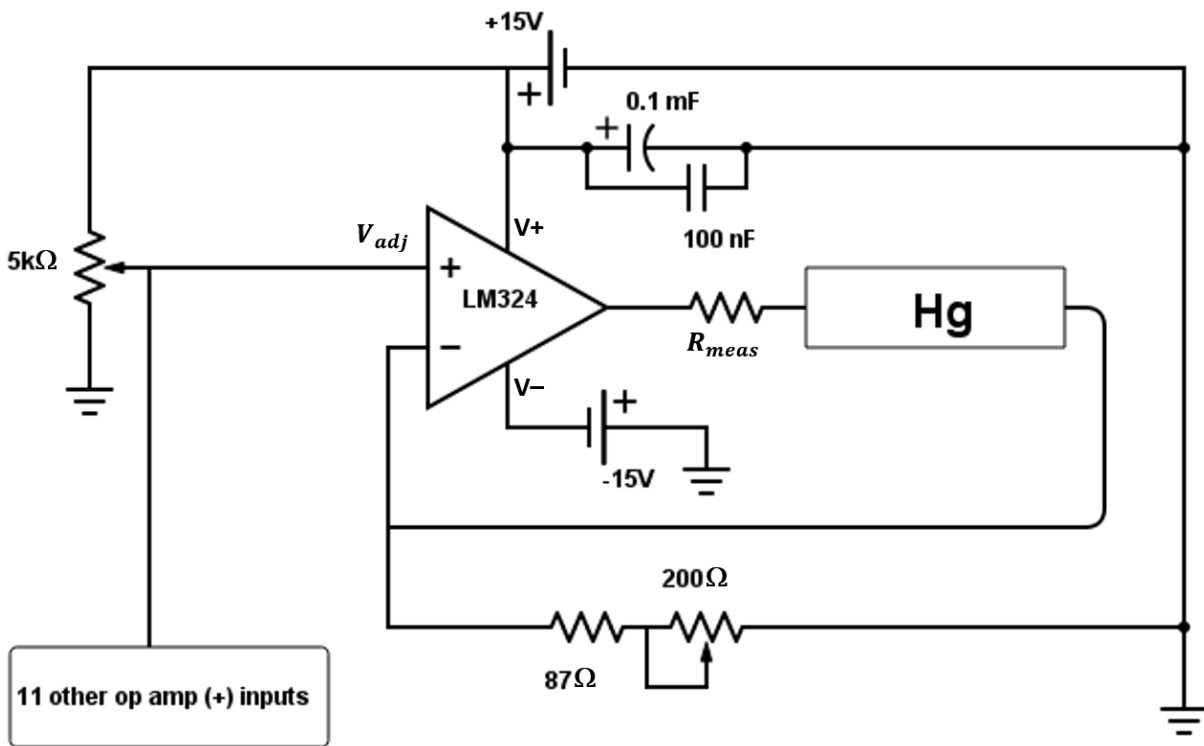 +15V
+
0.1 mF
+
100 nF
V+
V_adj
5kΩ
+
LM324
−
V−
R_meas
Hg
+
-15V
200Ω
87Ω
11 other op amp (+) inputs